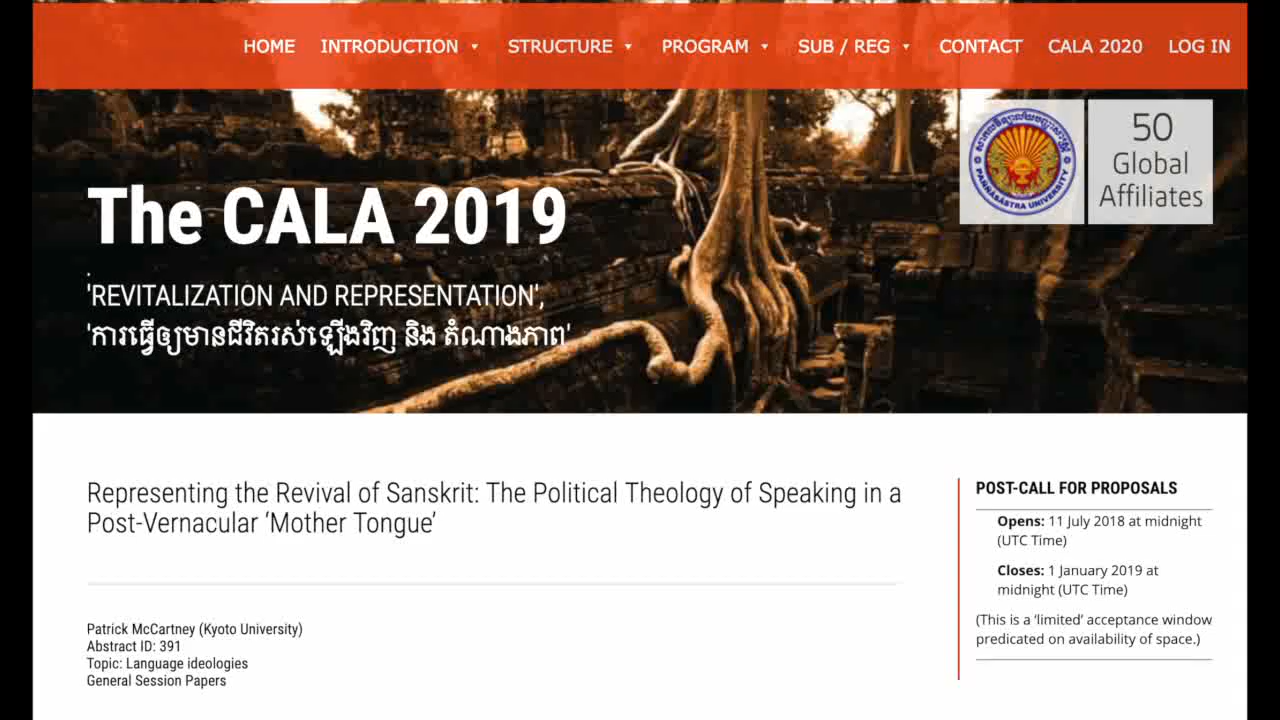 HOME INTRODUCTION STRUCTURE PROGRAM SUB / REG CONTACT CALA 2020 LOG IN
PAÑÑĀSĀSTRA UNIVERSITY
50
Global
Affiliates
The CALA 2019
'REVITALIZATION AND REPRESENTATION',
'ការធ្វើឲ្យមានជីវិតរស់ឡើងវិញ និង តំណាងភាព'
Representing the Revival of Sanskrit: The Political Theology of Speaking in a
Post-Vernacular ‘Mother Tongue’
Patrick McCartney (Kyoto University)
Abstract ID: 391
Topic: Language ideologies
General Session Papers
POST-CALL FOR PROPOSALS
Opens: 11 July 2018 at midnight
(UTC Time)
Closes: 1 January 2019 at
midnight (UTC Time)
(This is a ‘limited’ acceptance window
predicated on availability of space.)